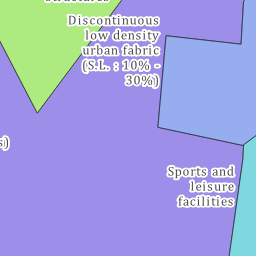 Discontinuous
low density
urban fabric
(S.L. : 10% -
30%)
s)
Sports and
leisure
facilities